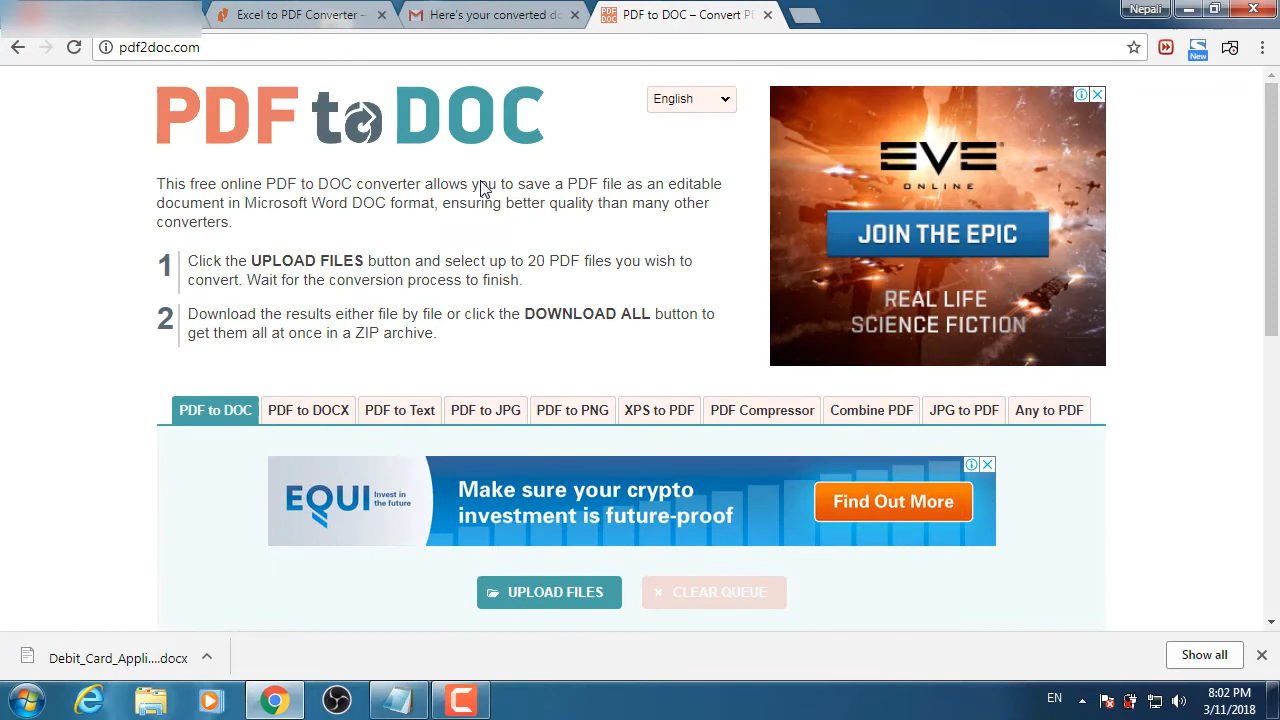 Excel to PDF Converter –
Here's your converted do
PDF to DOC – Convert P
Nepali
pdf2doc.com
New
PDF to DOC
English
This free online PDF to DOC converter allows you to save a PDF file as an editable
document in Microsoft Word DOC format, ensuring better quality than many other
converters.
1 Click the UPLOAD FILES button and select up to 20 PDF files you wish to
convert. Wait for the conversion process to finish.
2 Download the results either file by file or click the DOWNLOAD ALL button to
get them all at once in a ZIP archive.
EVE
ONLINE
JOIN THE EPIC
REAL LIFE
SCIENCE FICTION
PDF to DOC PDF to DOCX PDF to Text PDF to JPG PDF to PNG XPS to PDF PDF Compressor Combine PDF JPG to PDF Any to PDF
EQUI Invest in
the future
Make sure your crypto
investment is future-proof
Find Out More
UPLOAD FILES CLEAR QUEUE
Debit_Card_Appli....docx
Show all
EN
8:02 PM
3/11/2018